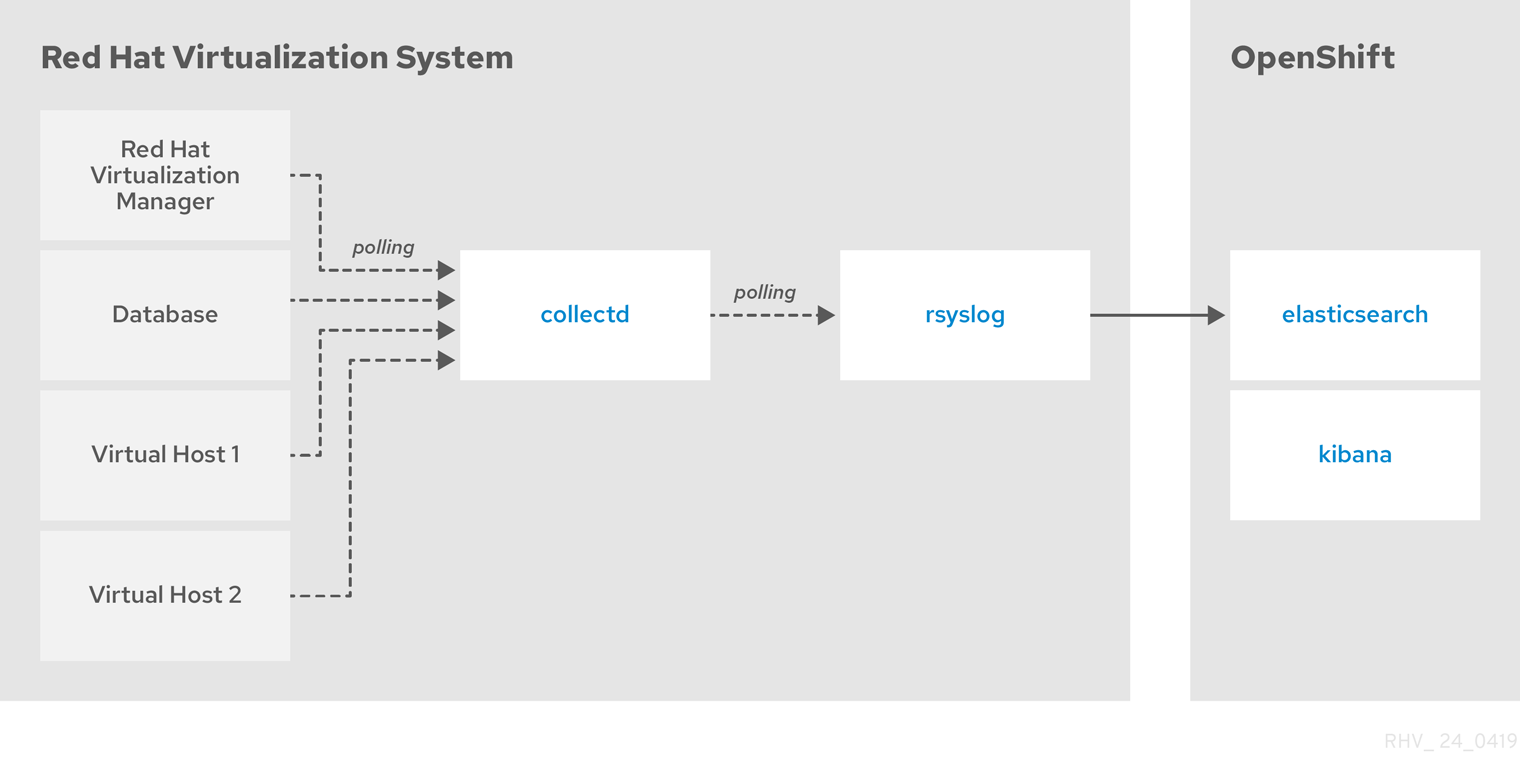 Red Hat Virtualization System
OpenShift
Red Hat
Virtualization
Manager
polling
Database
collectd
polling
rsyslog
elasticsearch
Virtual Host 1
kibana
Virtual Host 2
RHV_ 24_0419